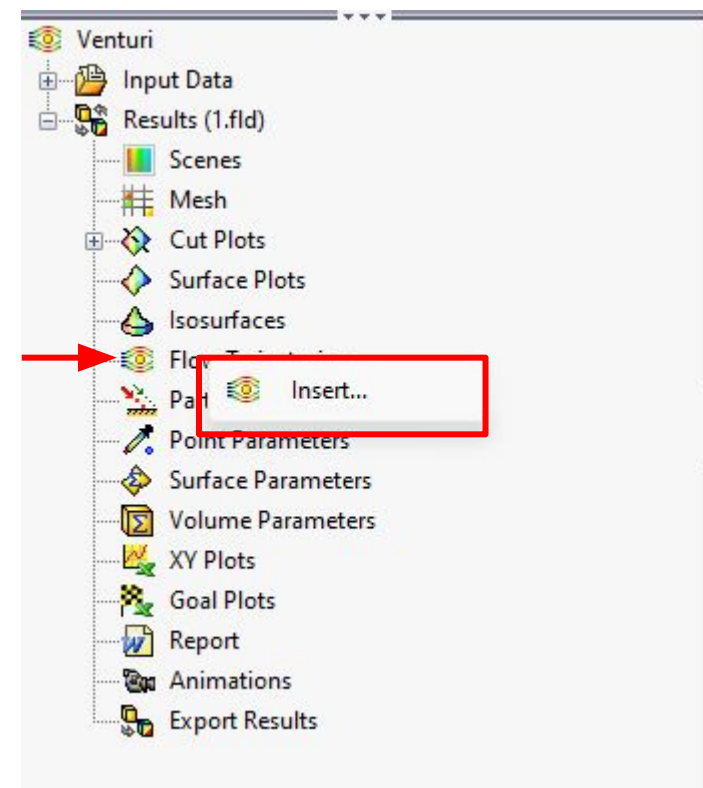 Venturi
Input Data
Results (1.fld)
Scenes
Mesh
Cut Plots
Surface Plots
Isosurfaces
Flow
Insert...
Point Parameters
Surface Parameters
Volume Parameters
XY Plots
Goal Plots
Report
Animations
Export Results